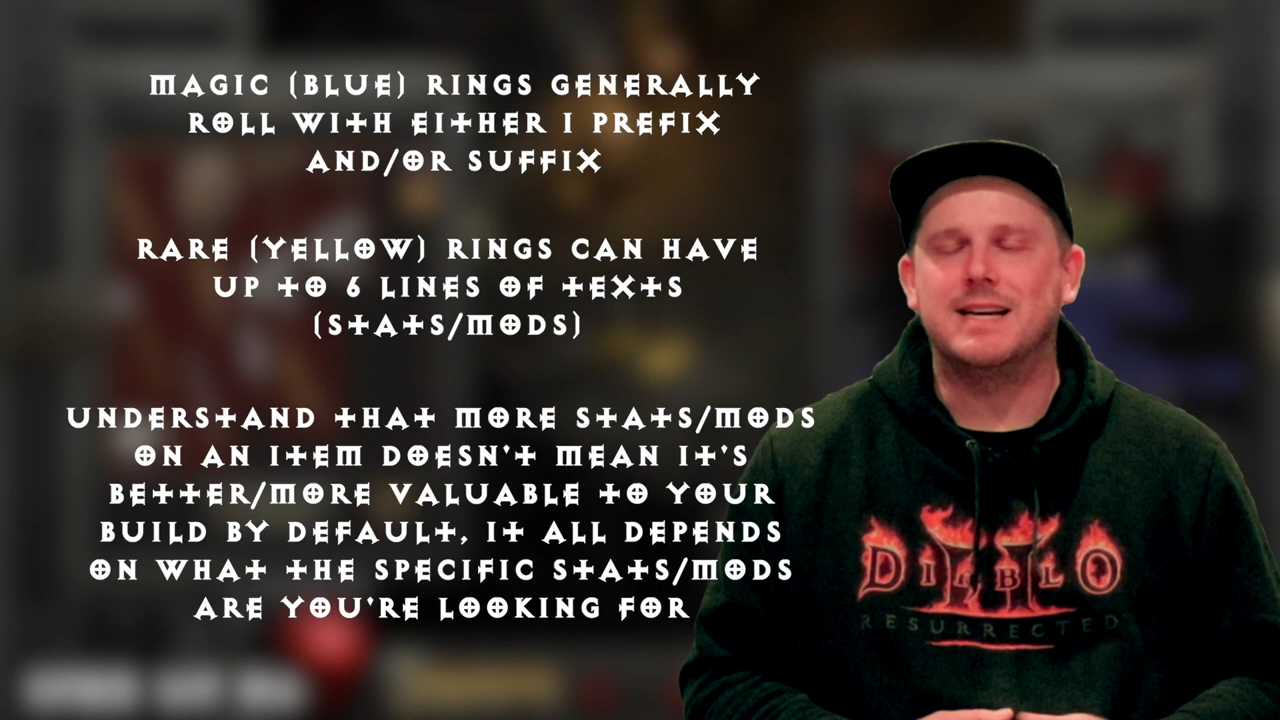 MAGIC (BLUE) RINGS GENERALLY
ROLL WITH EITHER 1 PREFIX
AND/OR SUFFIX
RARE (YELLOW) RINGS CAN HAVE
UP TO 6 LINES OF TEXTS
(STATS/MODS)
UNDERSTAND THAT MORE STATS/MODS
ON AN ITEM DOESN'T MEAN IT'S
BETTER/MORE VALUABLE TO YOUR
BUILD BY DEFAULT, IT ALL DEPENDS
ON WHAT THE SPECIFIC STATS/MODS
ARE YOU'RE LOOKING FOR
DIABLO II
RESURRECTED